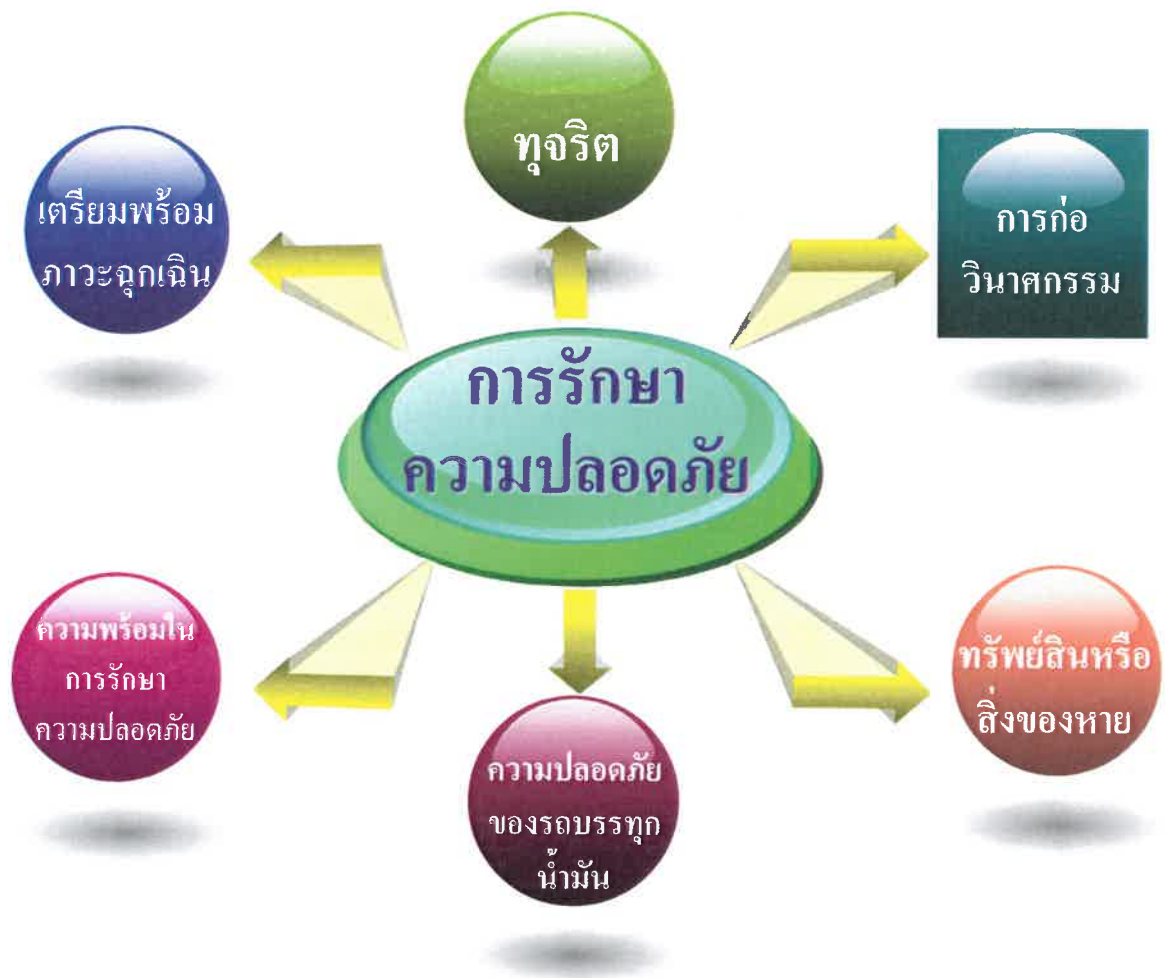 ทุจริต
เตรียมพร้อม
ภาวะฉุกเฉิน
การก่อ
วินาศกรรม
การรักษา
ความปลอดภัย
ความพร้อมใน
การรักษา
ความปลอดภัย
ความปลอดภัย
ของรถบรรทุก
น้ำมัน
ทรัพย์สินหรือ
สิ่งของหาย